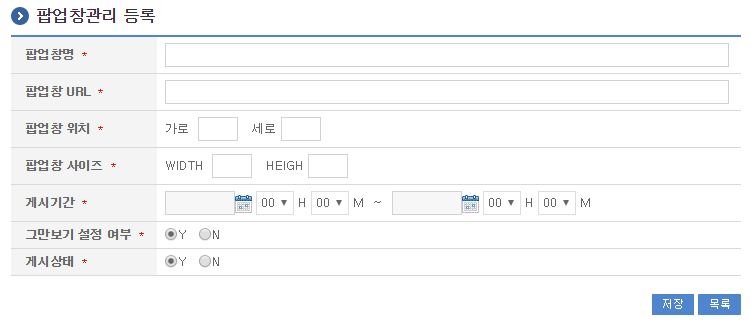 팝업창관리 등록
팝업창명 *
팝업창 URL *
팝업창 위치 * 가로 세로
팝업창 사이즈 * WIDTH HEIGH
게시기간 * 00 H 00 M ~ 00 H 00 M
그만보기 설정 여부 * Y N
게시상태 * Y N
저장 목록